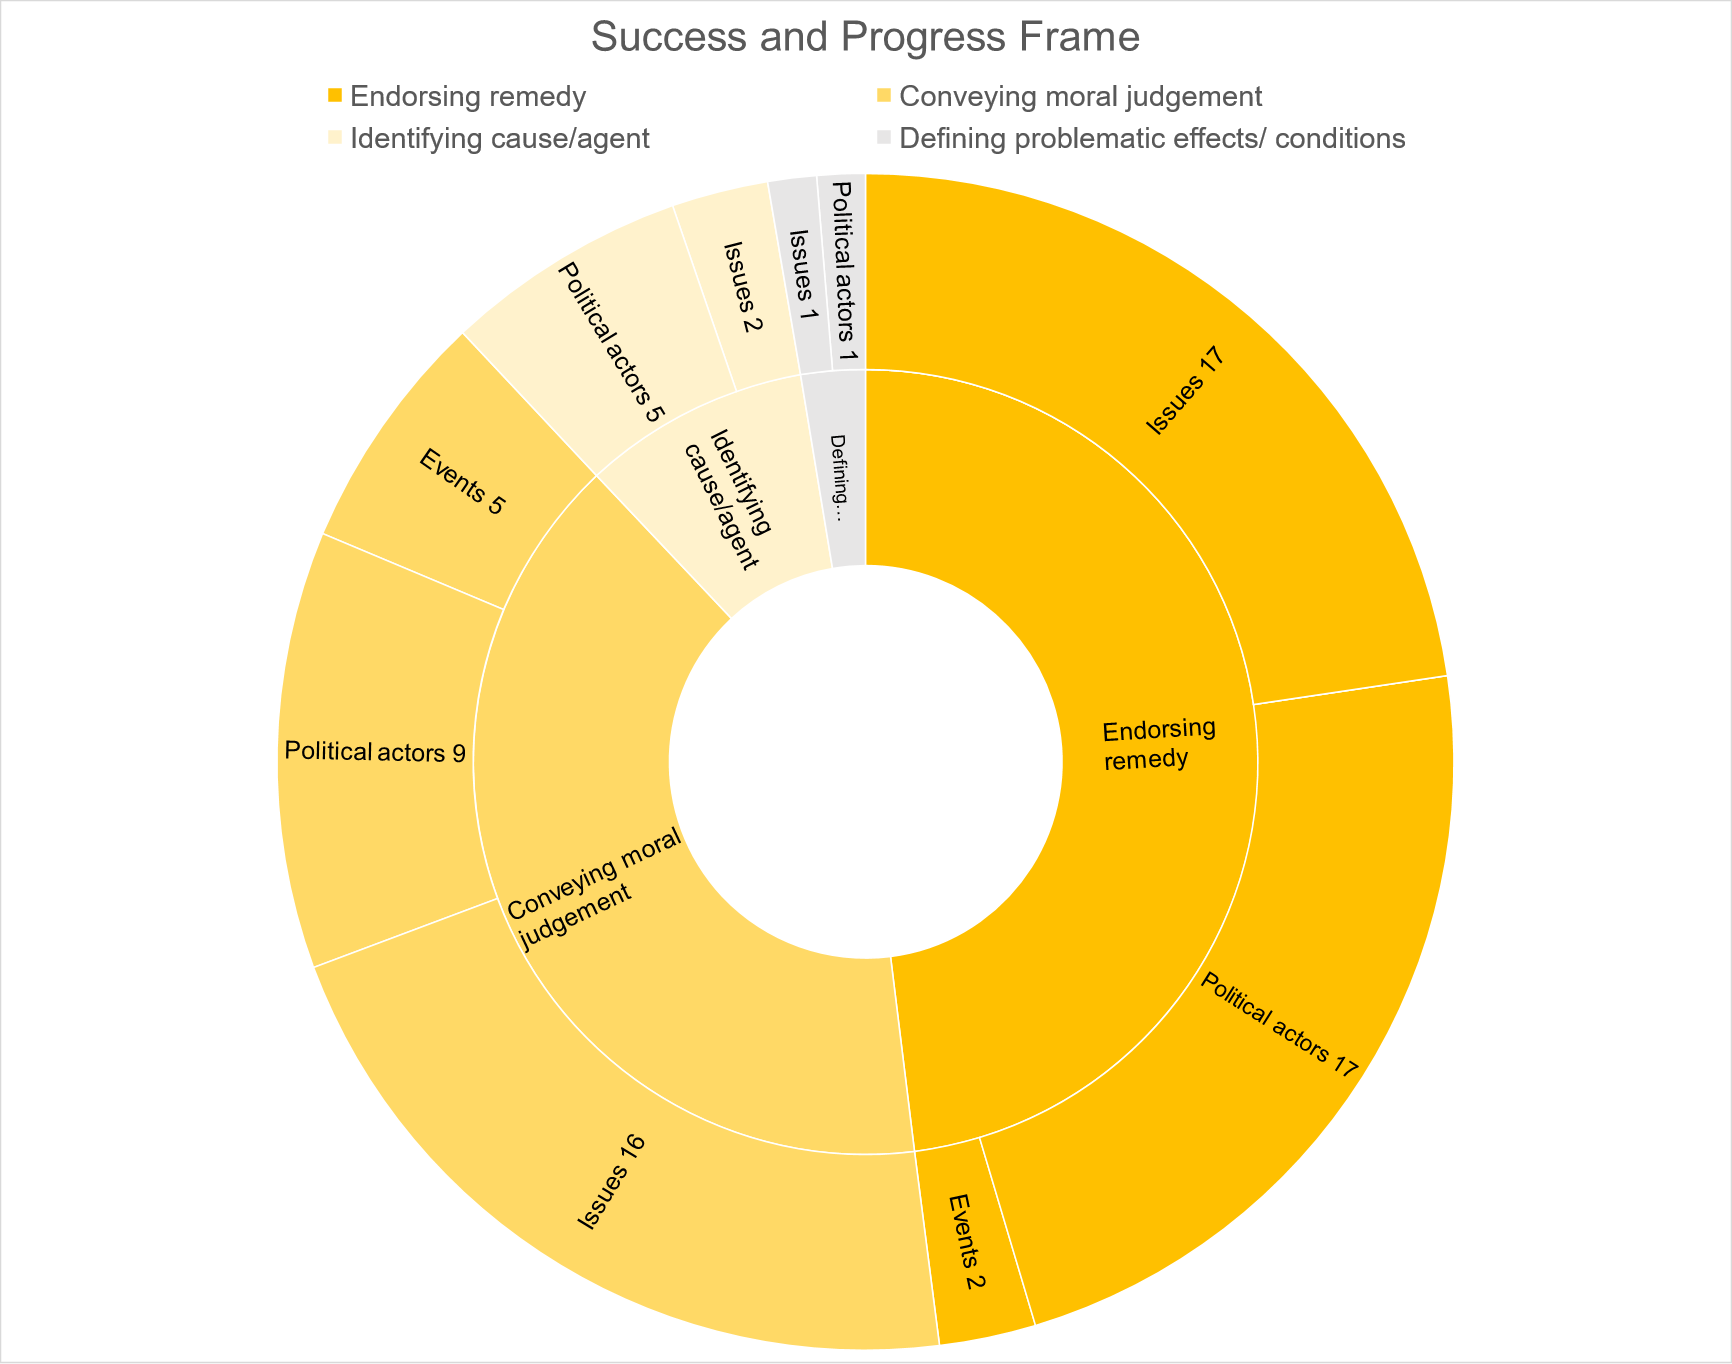 Success and Progress Frame
Endorsing remedy
Conveying moral judgement
Identifying cause/agent
Defining problematic effects/ conditions
Issues 17
Political actors 17
Events 2
Issues 16
Political actors 9
Events 5
Political actors 5
Issues 2
Issues 1
Political actors 1
Endorsing
remedy
Conveying moral
judgement
Identifying
cause/agent
Defining...